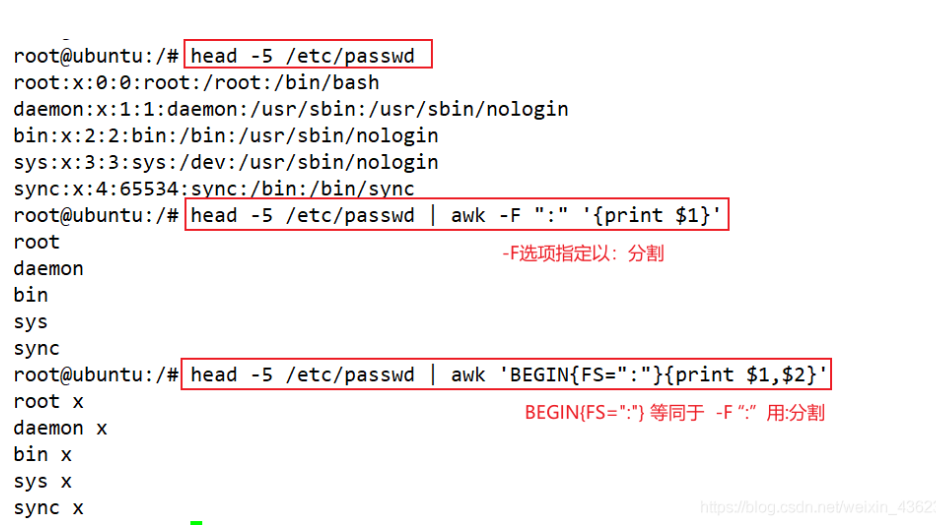 root@ubuntu:/# head -5 /etc/passwd
root:x:0:0:root:/root:/bin/bash
daemon:x:1:1:daemon:/usr/sbin:/usr/sbin/nologin
bin:x:2:2:bin:/bin:/usr/sbin/nologin
sys:x:3:3:sys:/dev:/usr/sbin/nologin
sync:x:4:65534:sync:/bin:/bin/sync
root@ubuntu:/# head -5 /etc/passwd | awk -F ":" '{print $1}'
root
-F选项指定以：分割
daemon
bin
sys
sync
root@ubuntu:/# head -5 /etc/passwd | awk 'BEGIN{FS=":"}{print $1,$2}'
root x
BEGIN{FS=":"} 等同于 -F “:” 用:分割
daemon x
bin x
sys x
sync x
https://blog.csdn.net/weixin_43623